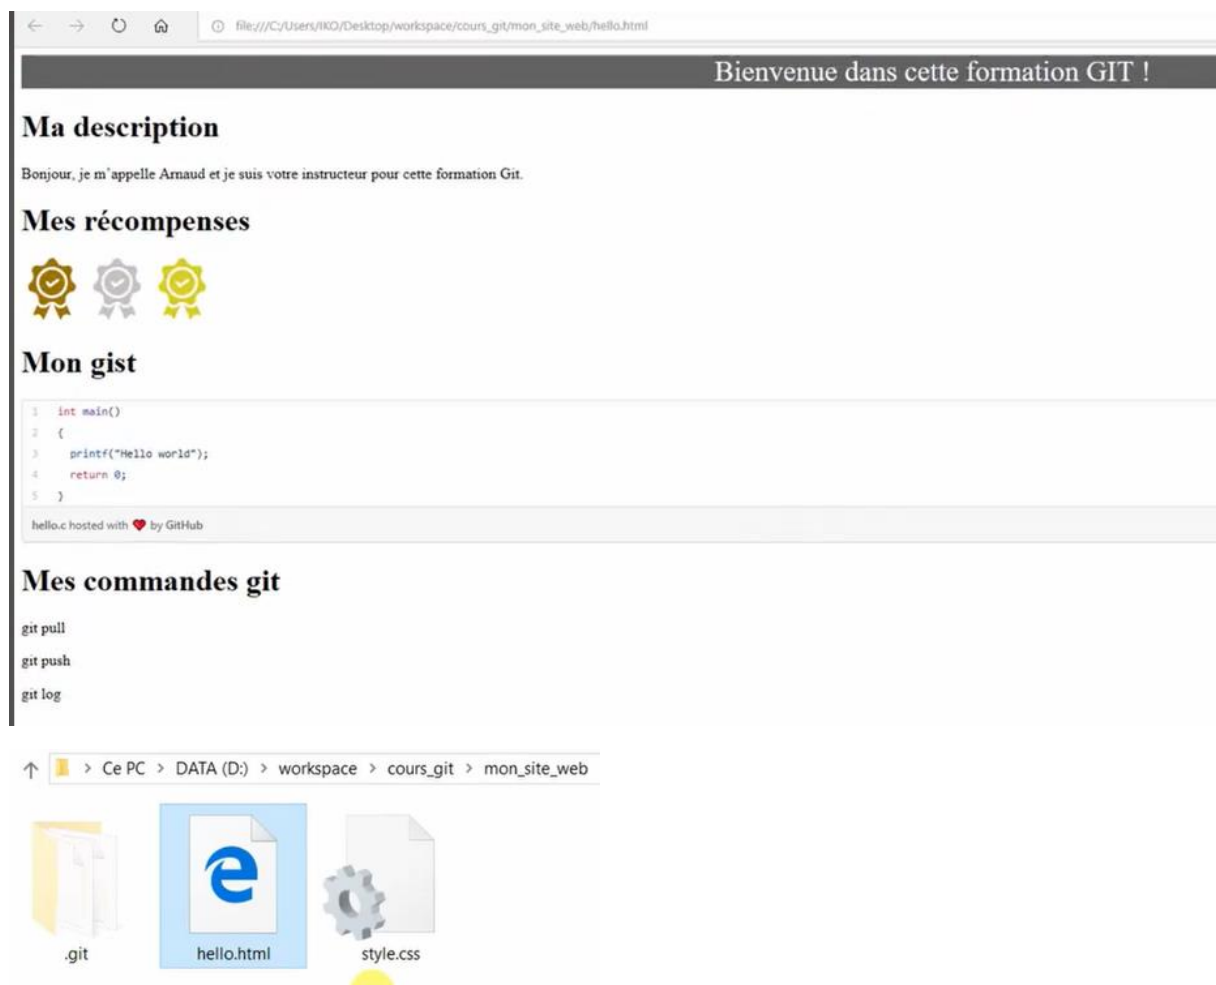 file:///C:/Users/IKO/Desktop/workspace/cours_git/mon_site_web/hello.html
Bienvenue dans cette formation GIT !
Ma description
Bonjour, je m'appelle Arnaud et je suis votre instructeur pour cette formation Git.
Mes récompenses
Mon gist
1 int main()
2 {
3 printf("Hello world");
4 return 0;
5 }
hello.c hosted with ❤ by GitHub
Mes commandes git
git pull
git push
git log
> Ce PC > DATA (D:) > workspace > cours_git > mon_site_web
.git hello.html style.css